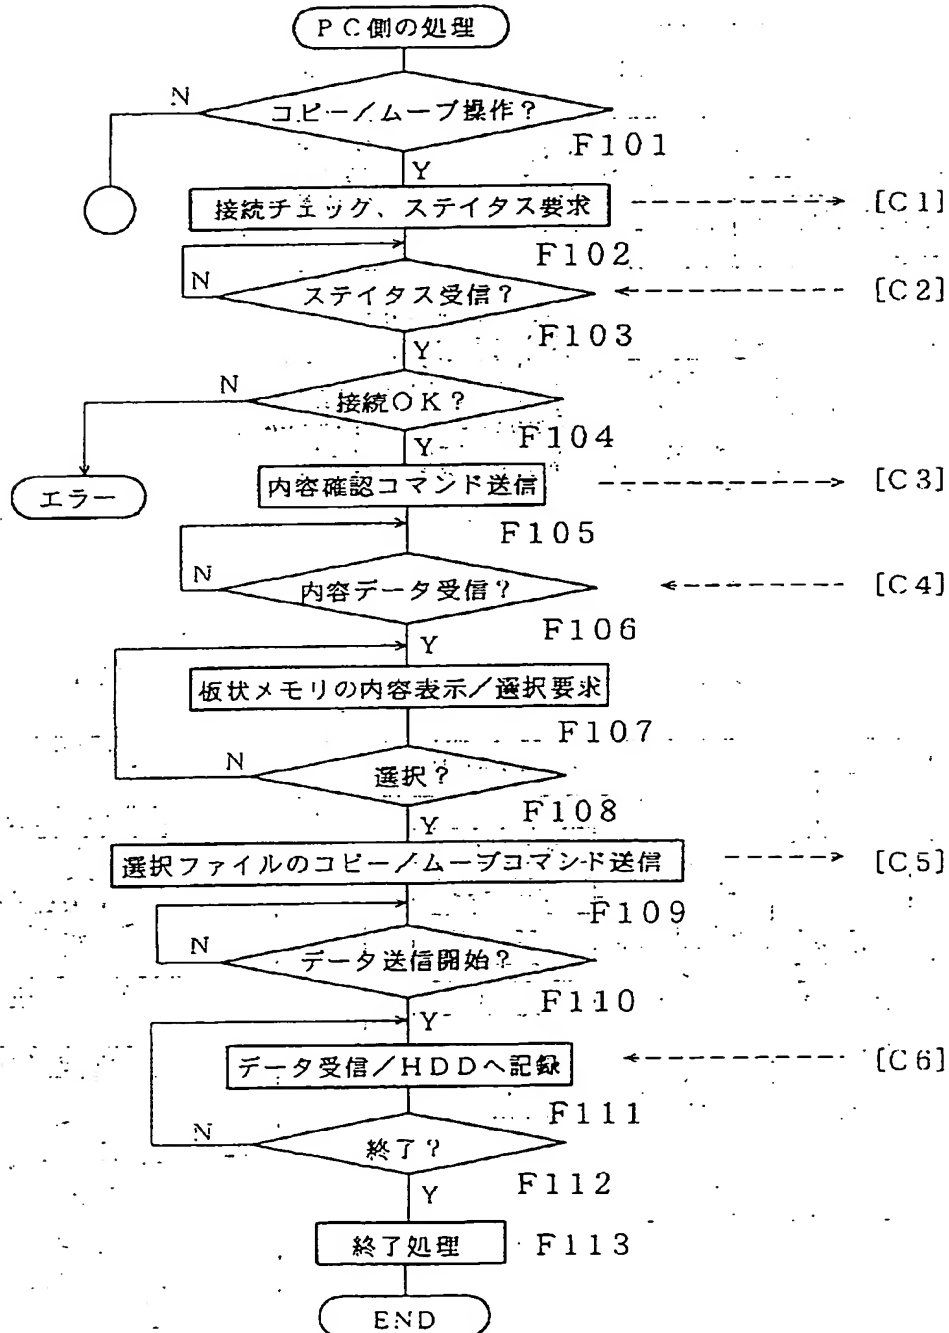 PC側の処理
N
コピー/ムーブ操作?
F101
Y
接続チェック、ステイタス要求
[C1]
F102
N
ステイタス受信?
[C2]
F103
Y
N
接続OK?
F104
Y
エラー
内容確認コマンド送信
[C3]
F105
N
内容データ受信?
[C4]
F106
Y
板状メモリの内容表示/選択要求
F107
N
選択?
F108
Y
選択ファイルのコピー/ムーブコマンド送信
[C5]
F109
N
データ送信開始?
F110
Y
データ受信/HDDへ記録
[C6]
F111
N
終了?
F112
Y
終了処理
F113
END